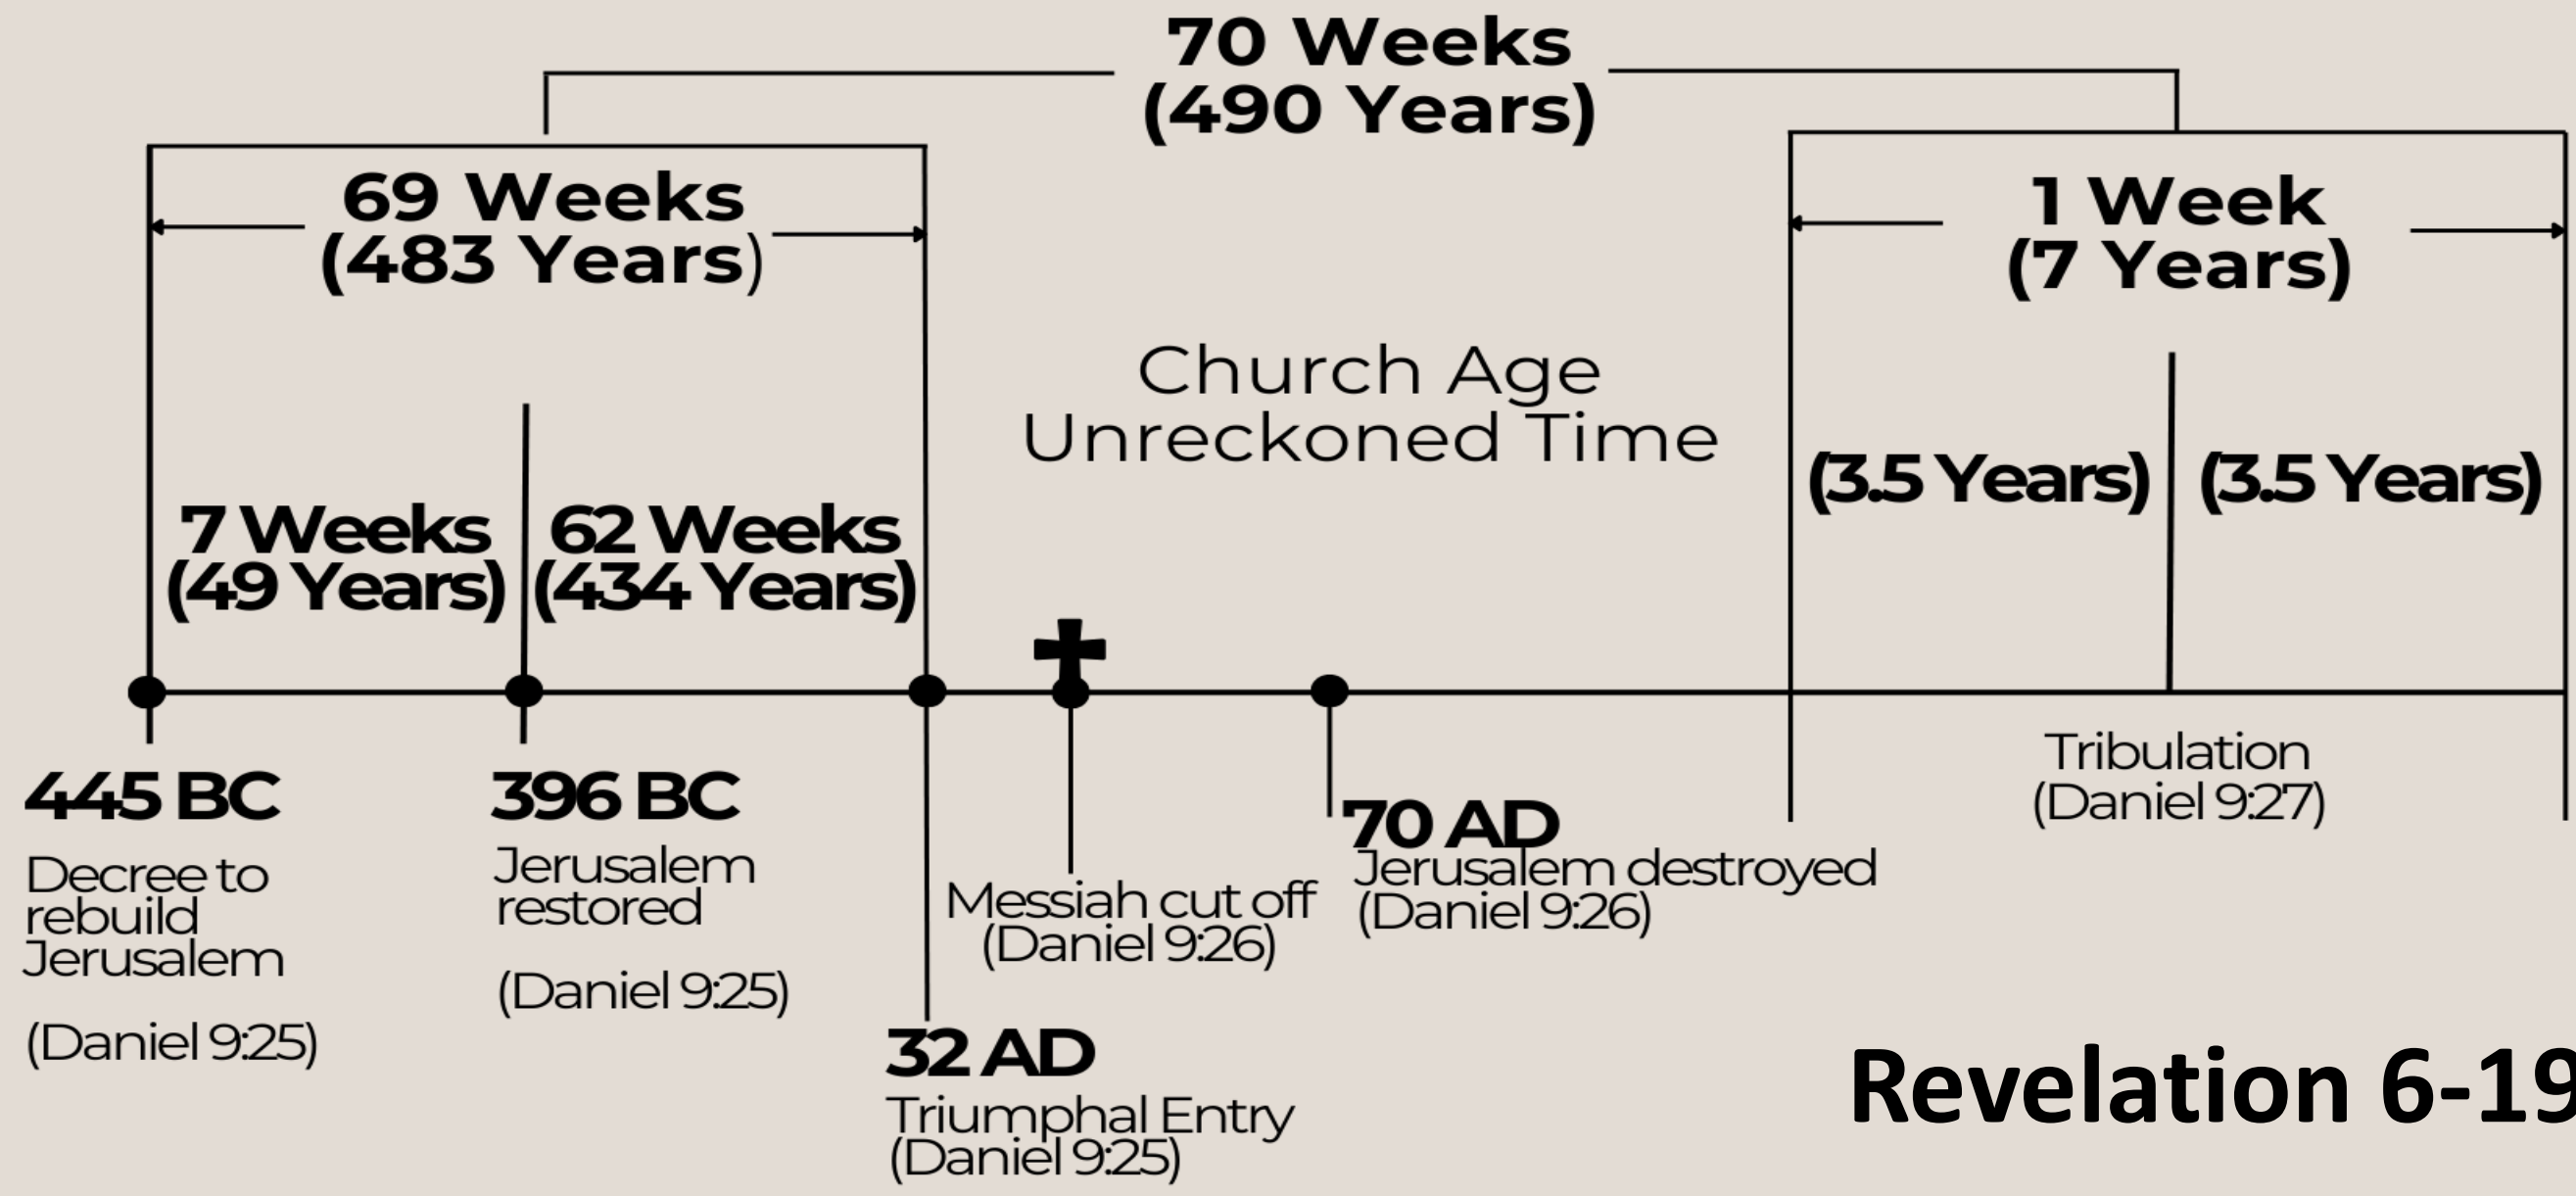 70 Weeks
(490 Years)
69 Weeks
(483 Years)
1 Week
(7 Years)
Church Age
Unreckoned Time
(3.5 Years)
(3.5 Years)
7 Weeks
(49 Years)
62 Weeks
(434 Years)
445 BC
Decree to
rebuild
Jerusalem
(Daniel 9:25)
396 BC
Jerusalem
restored
(Daniel 9:25)
32 AD
Triumphal Entry
(Daniel 9:25)
Messiah cut off
(Daniel 9:26)
70 AD
Jerusalem destroyed
(Daniel 9:26)
Tribulation
(Daniel 9:27)
Revelation 6-19